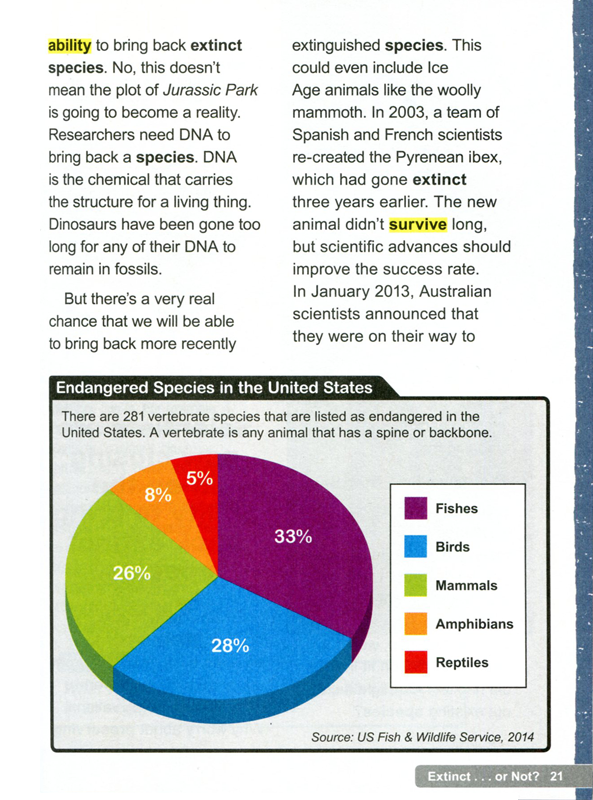 ability to bring back extinct
species. No, this doesn't
mean the plot of Jurassic Park
is going to become a reality.
Researchers need DNA to
bring back a species. DNA
is the chemical that carries
the structure for a living thing.
Dinosaurs have been gone too
long for any of their DNA to
remain in fossils.
But there's a very real
chance that we will be able
to bring back more recently
extinguished species. This
could even include Ice
Age animals like the woolly
mammoth. In 2003, a team of
Spanish and French scientists
re-created the Pyrenean ibex,
which had gone extinct
three years earlier. The new
animal didn't survive long,
but scientific advances should
improve the success rate.
In January 2013, Australian
scientists announced that
they were on their way to
Endangered Species in the United States
There are 281 vertebrate species that are listed as endangered in the
United States. A vertebrate is any animal that has a spine or backbone.
5%
8%
33%
26%
28%
Fishes
Birds
Mammals
Amphibians
Reptiles
Source: US Fish & Wildlife Service, 2014
Extinct . . . or Not? 21